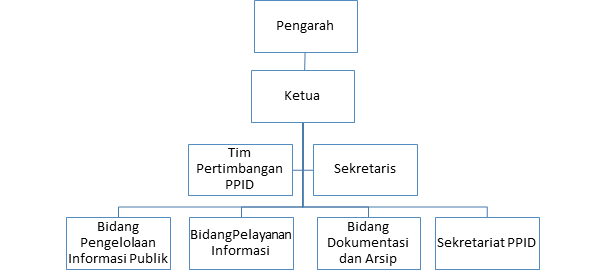 Pengarah
Ketua
Tim
Pertimbangan
PPID
Sekretaris
Bidang
Pengelolaan
Informasi Publik
BidangPelayanan
Informasi
Bidang
Dokumentasi
dan Arsip
Sekretariat PPID